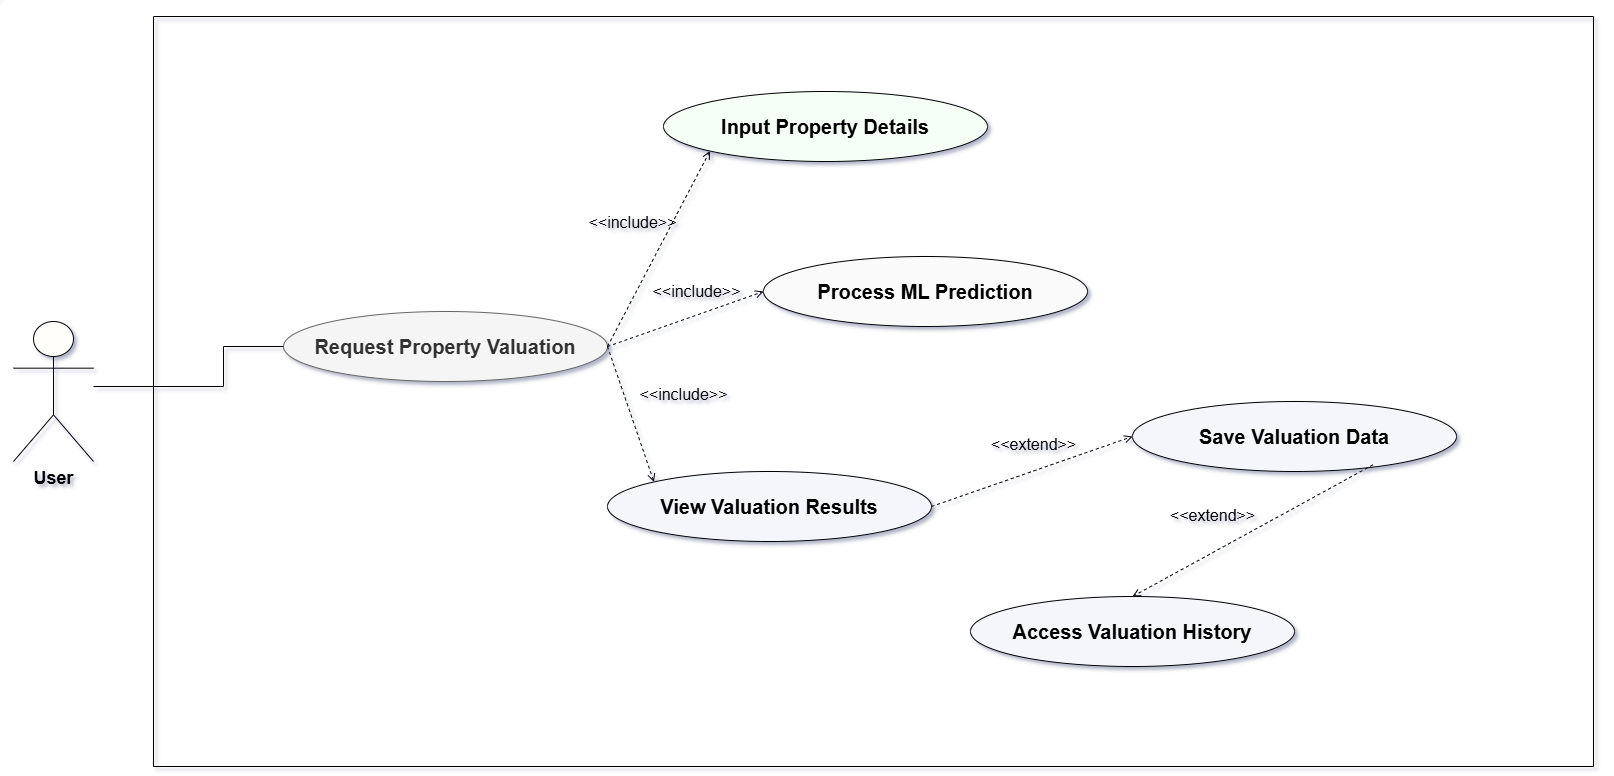 Input Property Details
<<include>>
<<include>>
Process ML Prediction
Request Property Valuation
<<include>>
User
<<extend>>
Save Valuation Data
View Valuation Results
<<extend>>
Access Valuation History